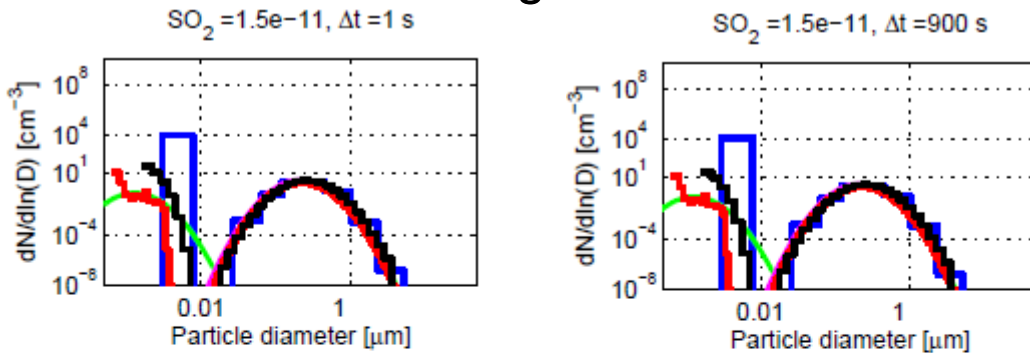 SO2 =1.5e−11, Δt =1 s
dN/dln(D) [cm−3]
10^8
10^4
10^1
10^−4
10^−8
0.01
1
Particle diameter [μm]
SO2 =1.5e−11, Δt =900 s
dN/dln(D) [cm−3]
10^8
10^4
10^1
10^−4
10^−8
0.01
1
Particle diameter [μm]